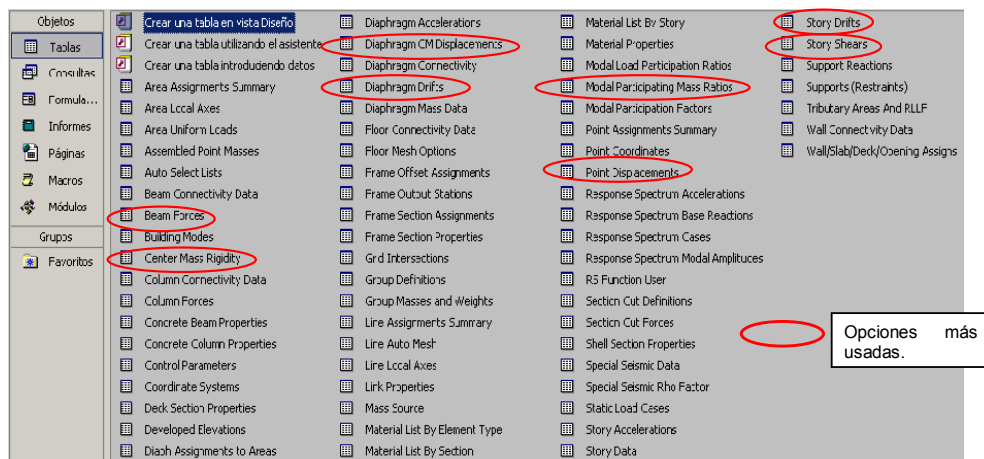 Objetos
Tablas
Consultas
Formula...
Informes
Páginas
Macros
Módulos
Grupos
Favoritos
Crear una tabla en vista Diseño
Crear una tabla utilizando el asistente
Crear una tabla introduciendo datos
Area Assignments Summary
Area Local Axes
Area Uniform Loads
Assembled Point Masses
Auto Select Lists
Beam Connectivity Data
Beam Forces
Building Modes
Center Mass Rigidity
Column Connectivity Data
Column Forces
Concrete Beam Properties
Concrete Column Properties
Control Parameters
Coordinate Systems
Deck Section Properties
Developed Elevations
Diaph Assignments to Areas
Diaphragm Accelerations
Diaphragm CM Displacements
Diaphragm Connectivity
Diaphragm Drifts
Diaphragm Mass Data
Floor Connectivity Data
Floor Mesh Options
Frame Offset Assignments
Frame Output Stations
Frame Section Assignments
Frame Section Properties
Grid Intersections
Group Definitions
Group Masses and Weights
Line Assignments Summary
Line Auto Mesh
Line Local Axes
Link Properties
Mass Source
Material List By Element Type
Material List By Section
Material List By Story
Material Properties
Modal Load Participation Ratios
Modal Participating Mass Ratios
Modal Participation Factors
Point Assignments Summary
Point Coordinates
Point Displacements
Response Spectrum Accelerations
Response Spectrum Base Reactions
Response Spectrum Cases
Response Spectrum Modal Amplitudes
RS Function User
Section Cut Definitions
Section Cut Forces
Shell Section Properties
Special Seismic Data
Special Seismic Rho Factor
Static Load Cases
Story Accelerations
Story Data
Story Drifts
Story Shears
Support Reactions
Supports (Restraints)
Tributary Areas And RLLF
Wall Connectivity Data
Wall/Slab/Deck/Opening Assigns
Opciones más
usadas.